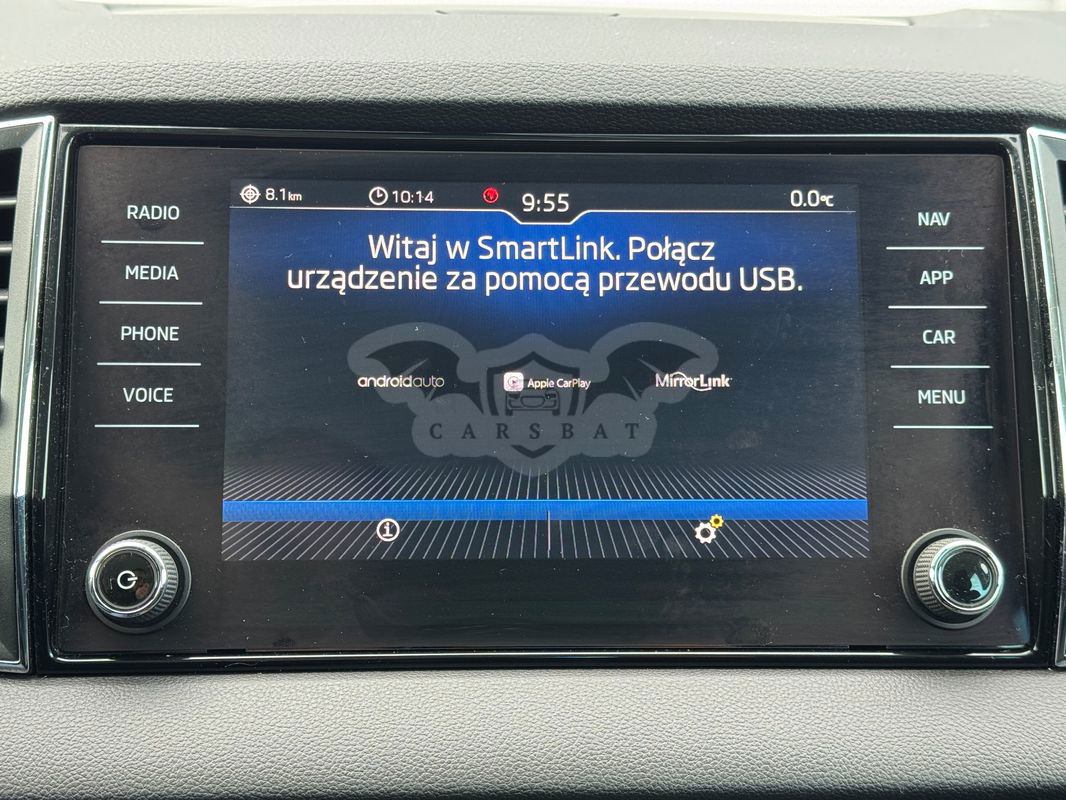 8.1km 10:14 9:55 0.0°C
RADIO
MEDIA
PHONE
VOICE
Witaj w SmartLink. Połącz
urządzenie za pomocą przewodu USB.
androidauto Apple CarPlay MirrorLink
CARSBAT
NAV
APP
CAR
MENU